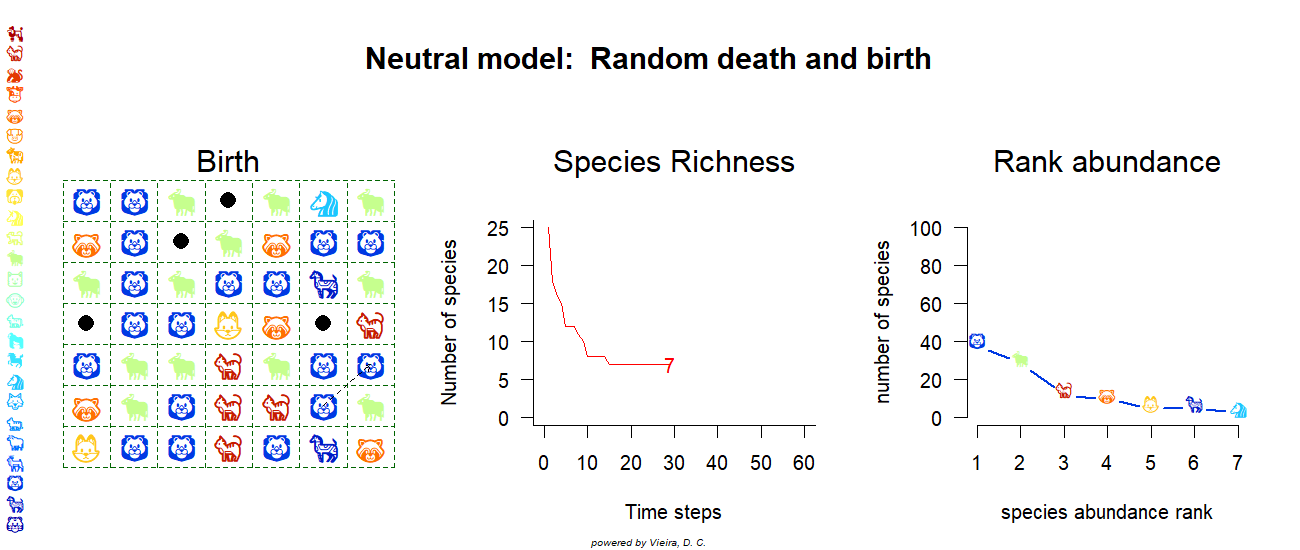 Neutral model:  Random death and birth
Birth
Species Richness
Number of species
25
20
15
10
5
0
7
0 10 20 30 40 50 60
Time steps
Rank abundance
number of species
100
80
60
40
20
0
1 2 3 4 5 6 7
species abundance rank
powered by Vieira, D. C.